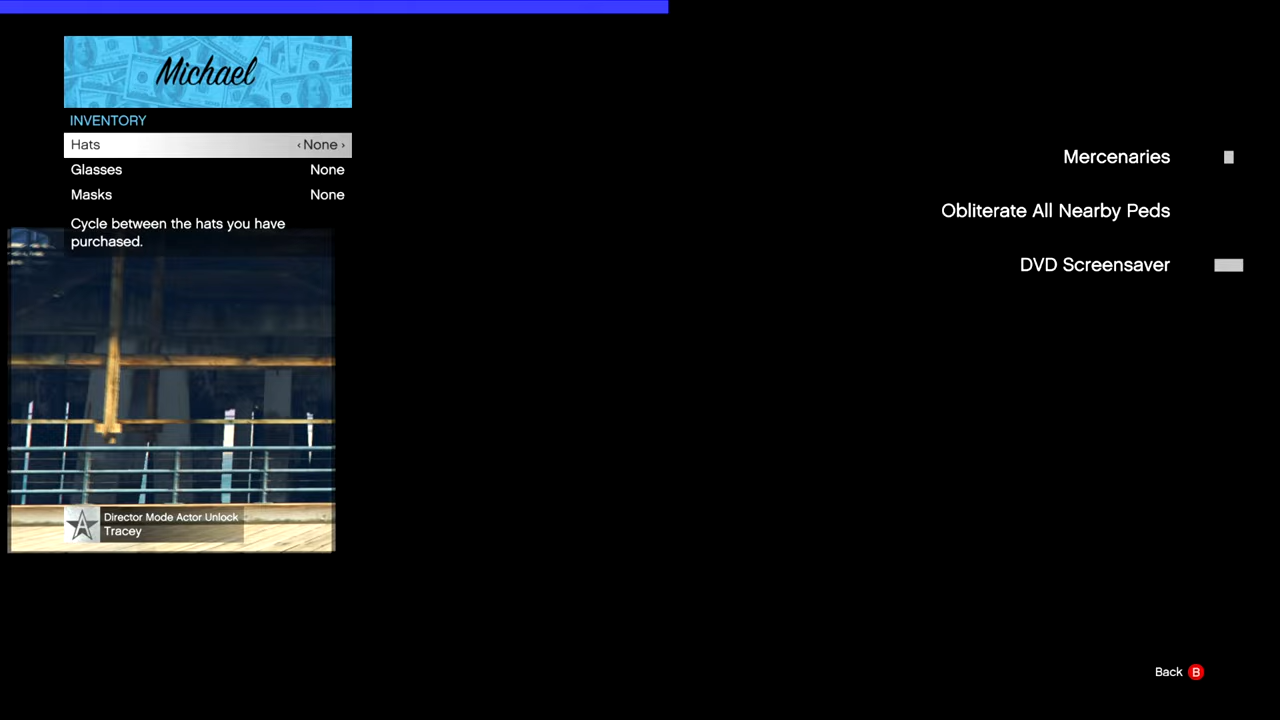 Michael
INVENTORY
Hats ‹ None ›
Glasses None
Masks None
Cycle between the hats you have
purchased.
Mercenaries
Obliterate All Nearby Peds
DVD Screensaver
A
Director Mode Actor Unlock
Tracey
Back B